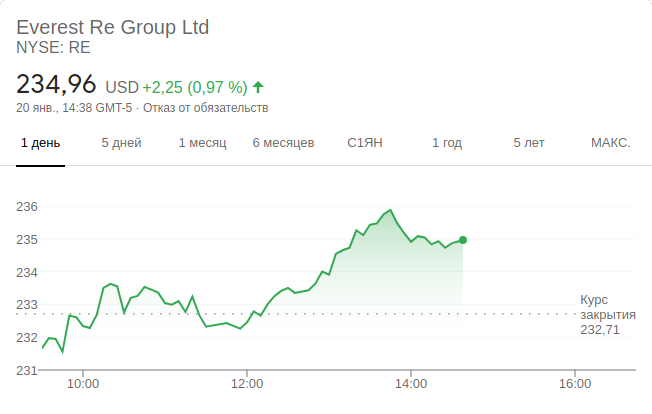 Everest Re Group Ltd
NYSE: RE
234,96 USD +2,25 (0,97 %)
20 янв., 14:38 GMT-5 · Отказ от обязательств
1 день 5 дней 1 месяц 6 месяцев С1ЯН 1 год 5 лет МАКС.
236
235
234
233
232
231
Курс
закрытия
232,71
10:00 12:00 14:00 16:00